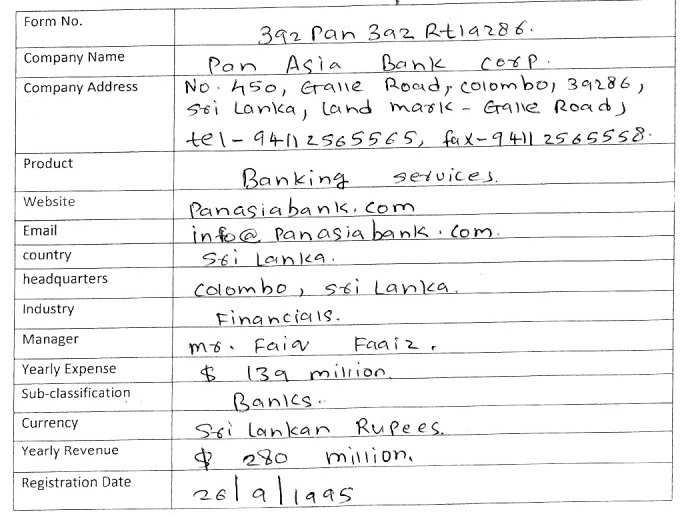 Form No. 392 Pan 392 Rt19286.
Company Name Pan Asia Bank Corp.
Company Address No. 450, Galle Road, colombo, 39286,
Sri Lanka, Land mark - Galle Road,
tel - 94112565565, fax - 94112565558.
Product Banking services.
Website Panasiabank.com
Email info@panasiabank.com.
country Sri Lanka.
headquarters Colombo, Sri Lanka.
Industry Financials.
Manager Mr. Faiq Faaiz.
Yearly Expense $ 139 million.
Sub-classification Banks.
Currency Sri Lankan Rupees.
Yearly Revenue $ 280 million.
Registration Date 26/9/1995